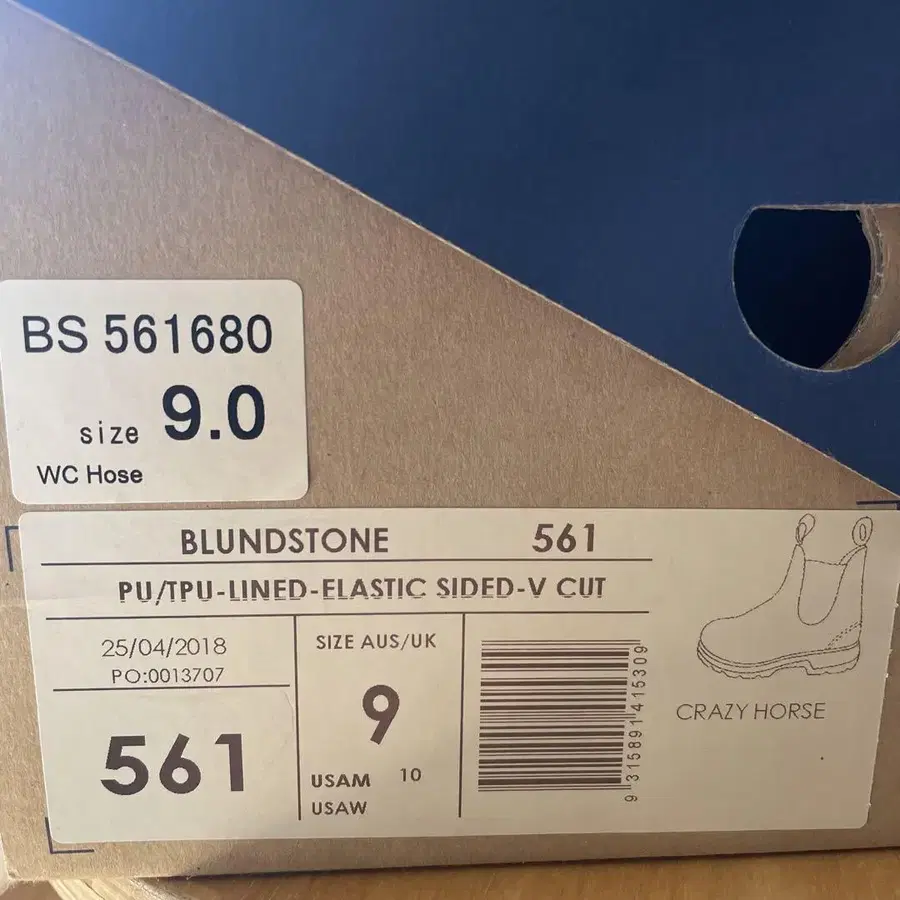 BS 561680
size 9.0
WC Hose
BLUNDSTONE 561
PU/TPU-LINED-ELASTIC SIDED-V CUT
25/04/2018
PO:0013707
561
SIZE AUS/UK
9
USAM 10
USAW
9 315891 415309
CRAZY HORSE